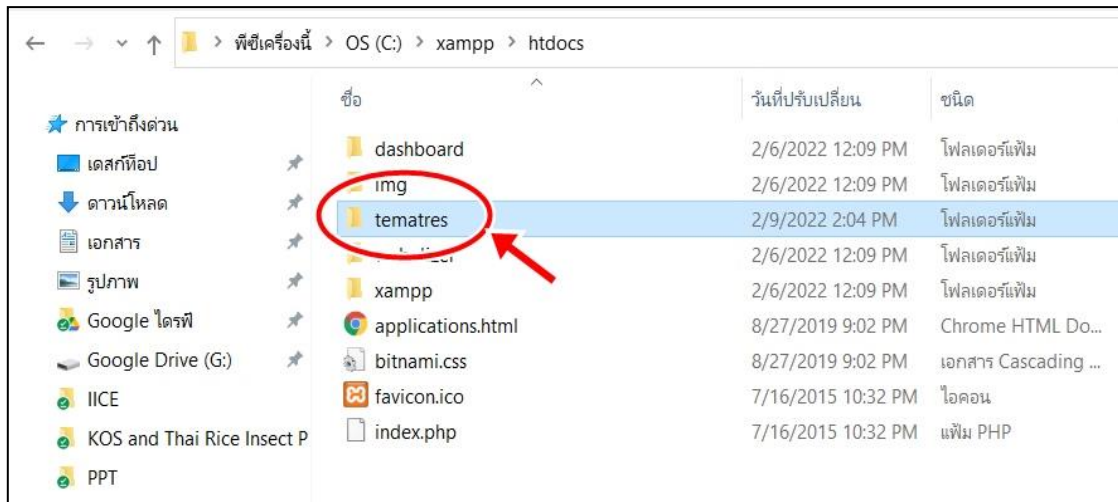 พีซีเครื่องนี้ > OS (C:) > xampp > htdocs
ชื่อ วันที่ปรับเปลี่ยน ชนิด
การเข้าถึงด่วน
เดสก์ท็อป
ดาวน์โหลด
เอกสาร
รูปภาพ
Google ไดรฟ์
Google Drive (G:)
IICE
KOS and Thai Rice Insect P
PPT
dashboard 2/6/2022 12:09 PM โฟลเดอร์แฟ้ม
img 2/6/2022 12:09 PM โฟลเดอร์แฟ้ม
tematres 2/9/2022 2:04 PM โฟลเดอร์แฟ้ม
2/6/2022 12:09 PM โฟลเดอร์แฟ้ม
xampp 2/6/2022 12:09 PM โฟลเดอร์แฟ้ม
applications.html 8/27/2019 9:02 PM Chrome HTML Do...
bitnami.css 8/27/2019 9:02 PM เอกสาร Cascading ...
favicon.ico 7/16/2015 10:32 PM ไอคอน
index.php 7/16/2015 10:32 PM แฟ้ม PHP